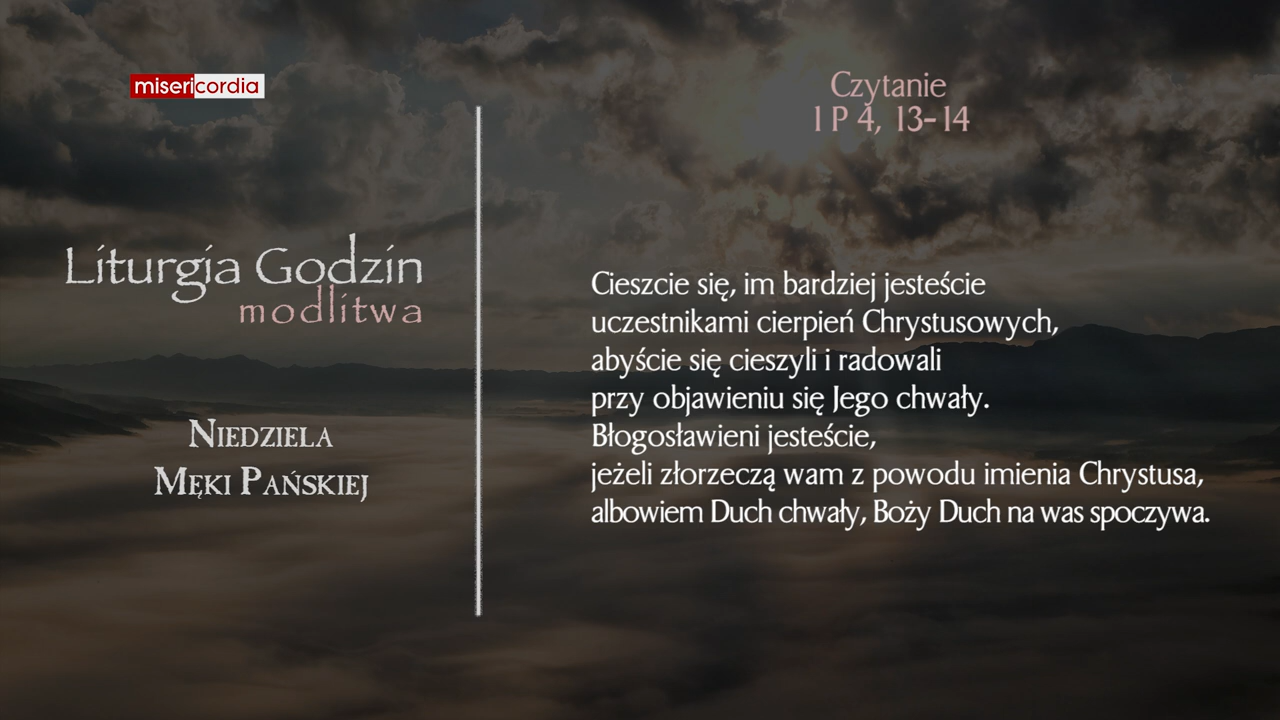 misericordia
Liturgia Godzin
modlitwa
Niedziela
Męki Pańskiej
Czytanie
1 P 4, 13-14
Cieszcie się, im bardziej jesteście
uczestnikami cierpień Chrystusowych,
abyście się cieszyli i radowali
przy objawieniu się Jego chwały.
Błogosławieni jesteście,
jeżeli złorzeczą wam z powodu imienia Chrystusa,
albowiem Duch chwały, Boży Duch na was spoczywa.